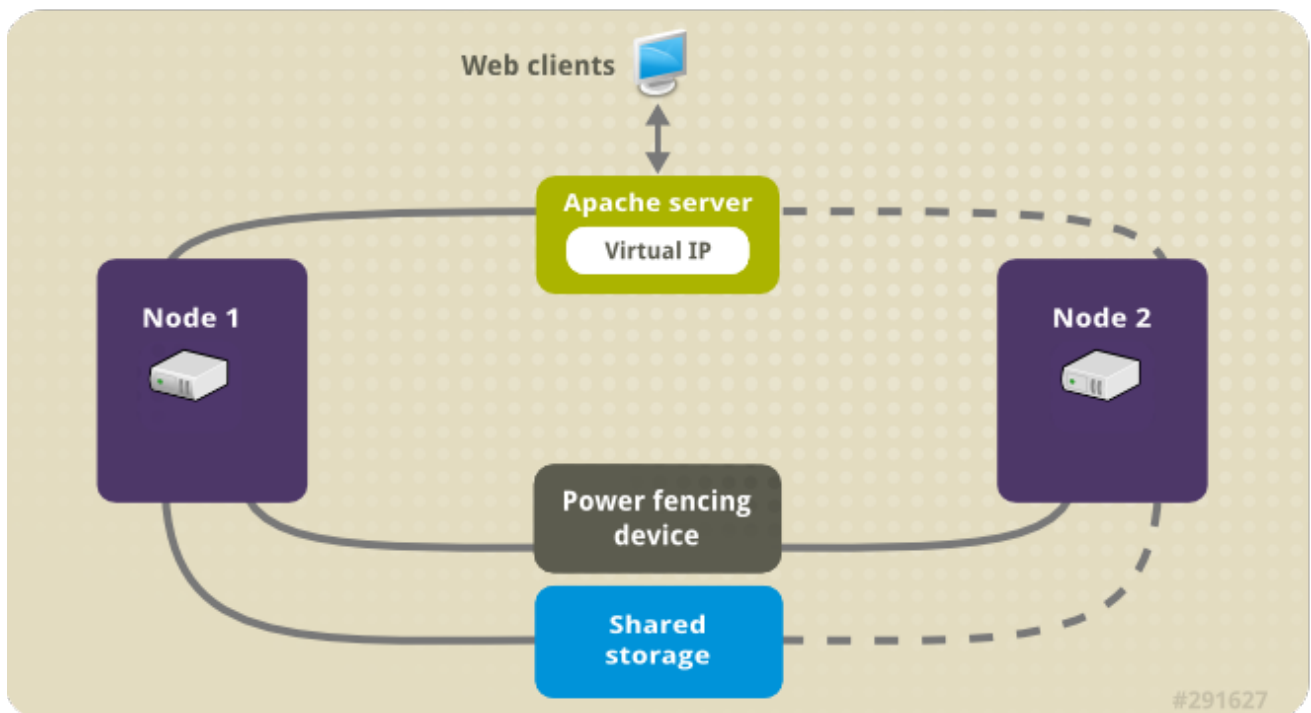 Web clients
Apache server
Virtual IP
Node 1
Node 2
Power fencing
device
Shared
storage
#291627